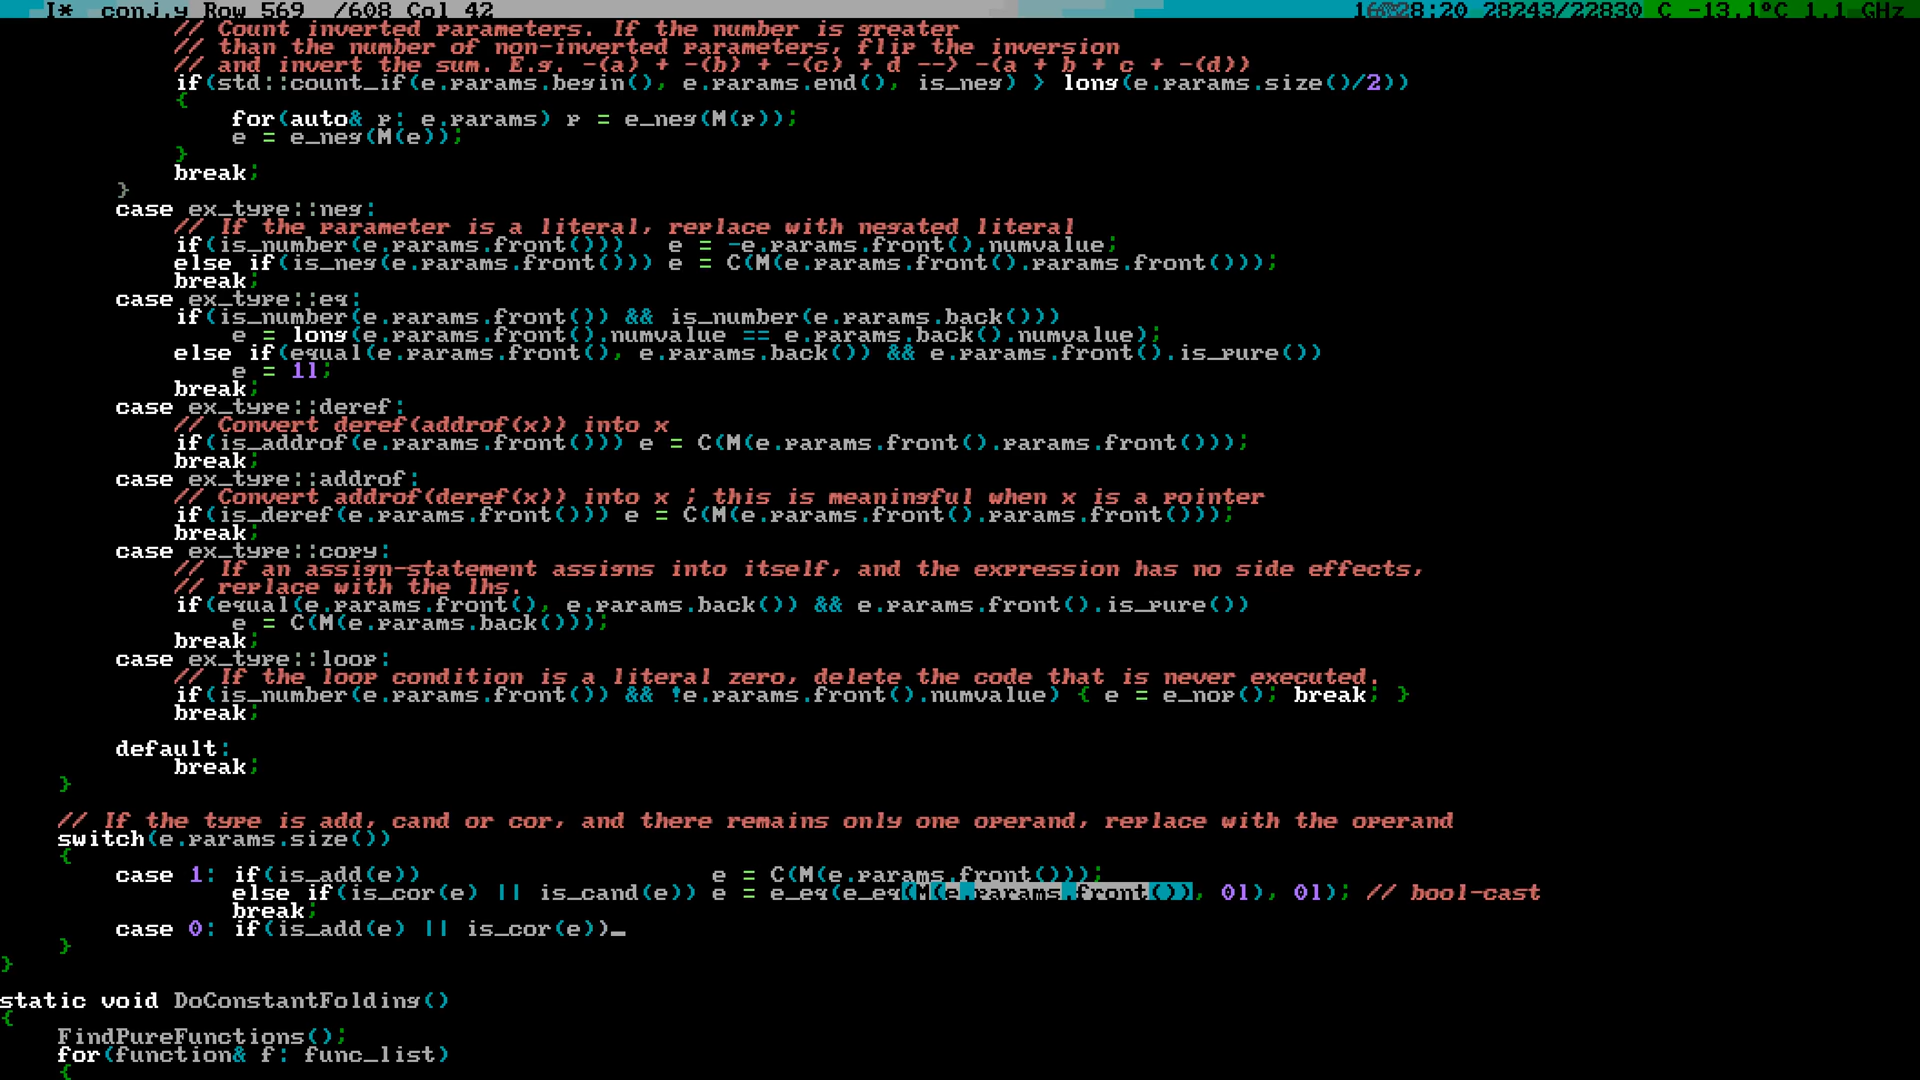 I*  conj.y Row 569  /608 Col 42 28:20 28243/22830 C -13.1°C 1.1 GHz
// Count inverted parameters. If the number is greater
// than the number of non-inverted parameters, flip the inversion
// and invert the sum. E.g. -(a) + -(b) + -(c) + d --> -(a + b + c + -(d))
if(std::count_if(e.params.begin(), e.params.end(), is_neg) > long(e.params.size()/2))
{
for(auto& p: e.params) p = e_neg(M(p));
e = e_neg(M(e));
}
break;
}
case ex_type::neg:
// If the parameter is a literal, replace with negated literal
if(is_number(e.params.front()))   e = -e.params.front().numvalue;
else if(is_neg(e.params.front())) e = C(M(e.params.front().params.front()));
break;
case ex_type::eq:
if(is_number(e.params.front()) && is_number(e.params.back()))
e = long(e.params.front().numvalue == e.params.back().numvalue);
else if(equal(e.params.front(), e.params.back()) && e.params.front().is_pure())
e = 1l;
break;
case ex_type::deref:
// Convert deref(addrof(x)) into x
if(is_addrof(e.params.front())) e = C(M(e.params.front().params.front()));
break;
case ex_type::addrof:
// Convert addrof(deref(x)) into x ; this is meaningful when x is a pointer
if(is_deref(e.params.front())) e = C(M(e.params.front().params.front()));
break;
case ex_type::copy:
// If an assign-statement assigns into itself, and the expression has no side effects,
// replace with the lhs.
if(equal(e.params.front(), e.params.back()) && e.params.front().is_pure())
e = C(M(e.params.back()));
break;
case ex_type::loop:
// If the loop condition is a literal zero, delete the code that is never executed.
if(is_number(e.params.front()) && !e.params.front().numvalue) { e = e_nop(); break; }
break;
default:
break;
}
// If the type is add, cand or cor, and there remains only one operand, replace with the operand
switch(e.params.size())
{
case 1: if(is_add(e))                    e = C(M(e.params.front()));
else if(is_cor(e) || is_cand(e)) e = e_eq(e_eq(M(e.params.front()), 0l), 0l); // bool-cast
break;
case 0: if(is_add(e) || is_cor(e))_
}
}
static void DoConstantFolding()
{
FindPureFunctions();
for(function& f: func_list)
{